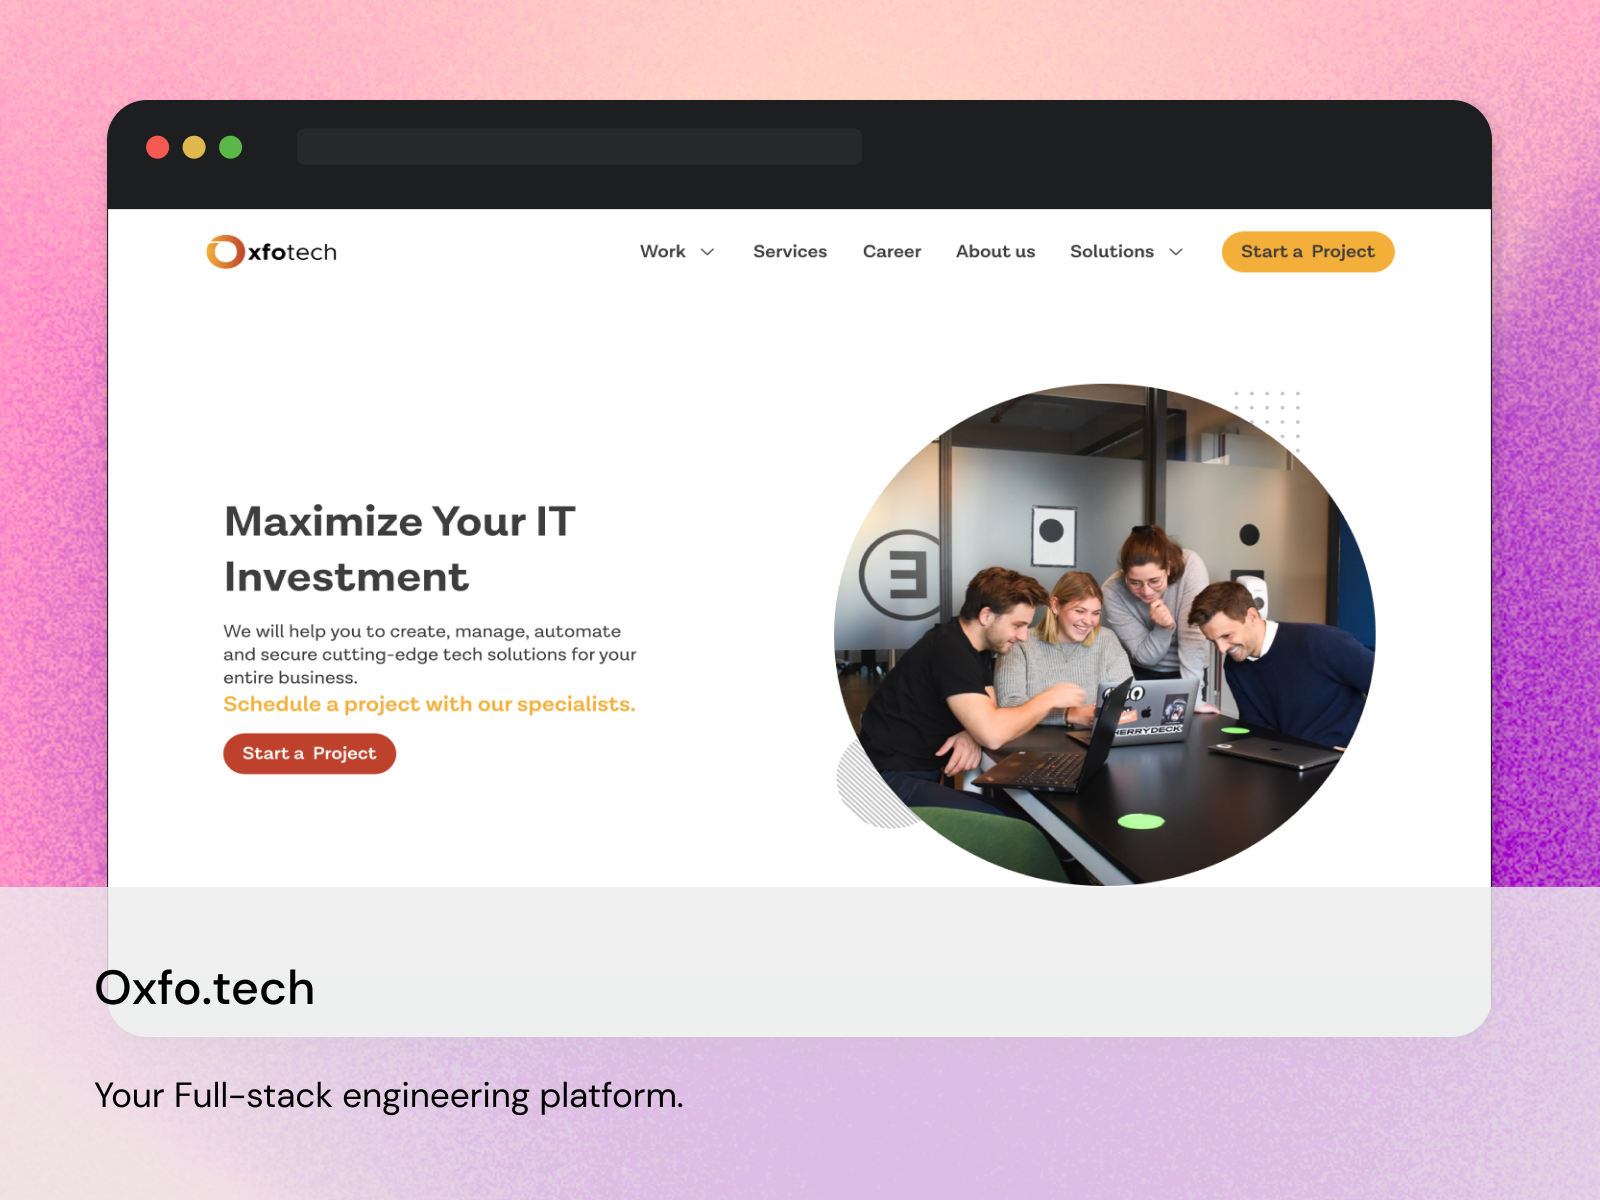 Oxfotech
Work Services Career About us Solutions Start a Project
Maximize Your IT
Investment
We will help you to create, manage, automate
and secure cutting-edge tech solutions for your
entire business.
Schedule a project with our specialists.
Start a Project
HERRYDECK
Oxfo.tech
Your Full-stack engineering platform.